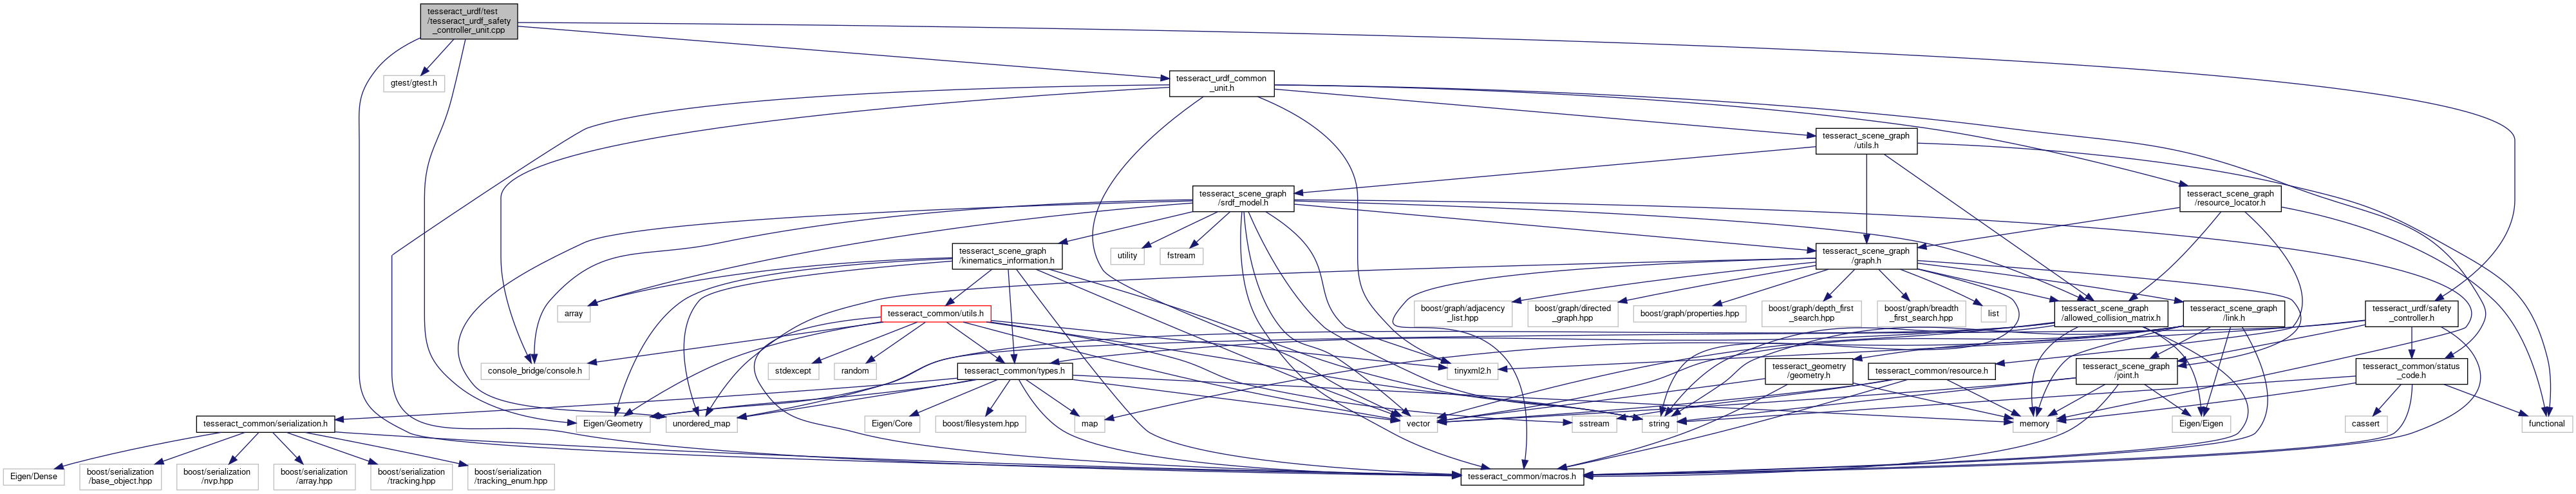 tesseract_urdf/test
/tesseract_urdf_safety
_controller_unit.cpp
gtest/gtest.h
tesseract_urdf_common
_unit.h
tesseract_scene_graph
/utils.h
tesseract_scene_graph
/srdf_model.h
tesseract_scene_graph
/resource_locator.h
tesseract_scene_graph
/kinematics_information.h
utility
fstream
tesseract_scene_graph
/graph.h
array
tesseract_common/utils.h
boost/graph/adjacency
_list.hpp
boost/graph/directed
_graph.hpp
boost/graph/properties.hpp
boost/graph/depth_first
_search.hpp
boost/graph/breadth
_first_search.hpp
list
tesseract_scene_graph
/allowed_collision_matrix.h
tesseract_scene_graph
/link.h
tesseract_urdf/safety
_controller.h
console_bridge/console.h
stdexcept
random
tesseract_common/types.h
tinyxml2.h
tesseract_geometry
/geometry.h
tesseract_common/resource.h
tesseract_scene_graph
/joint.h
tesseract_common/status
_code.h
tesseract_common/serialization.h
Eigen/Geometry
unordered_map
Eigen/Core
boost/filesystem.hpp
map
vector
sstream
string
memory
Eigen/Eigen
cassert
functional
Eigen/Dense
boost/serialization
/base_object.hpp
boost/serialization
/nvp.hpp
boost/serialization
/array.hpp
boost/serialization
/tracking.hpp
boost/serialization
/tracking_enum.hpp
tesseract_common/macros.h